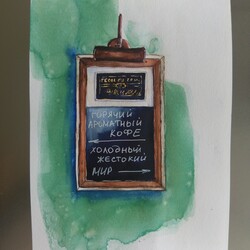 ГОРЯЧИЙ
АРОМАТНЫЙ
КОФЕ
ХОЛОДНЫЙ,
ЖЕСТОКИЙ
МИР